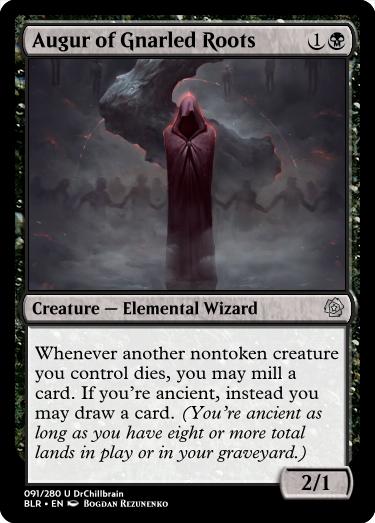 Augur of Gnarled Roots 1
Creature — Elemental Wizard
Whenever another nontoken creature
you control dies, you may mill a
card. If you're ancient, instead you
may draw a card. (You're ancient as
long as you have eight or more total
lands in play or in your graveyard.)
2/1
091/280 U DrChillbrain
BLR • EN Bogdan Rezunenko